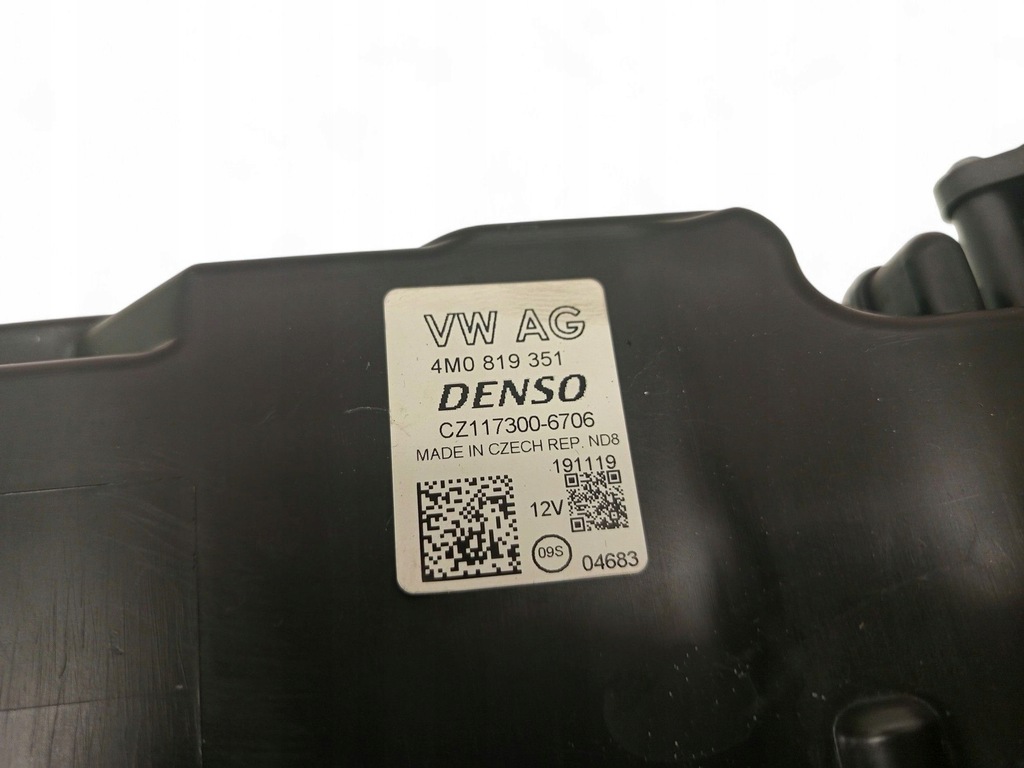 VW AG
4M0 819 351
DENSO
CZ117300-6706
MADE IN CZECH REP. ND8
191119
12V
09S
04683